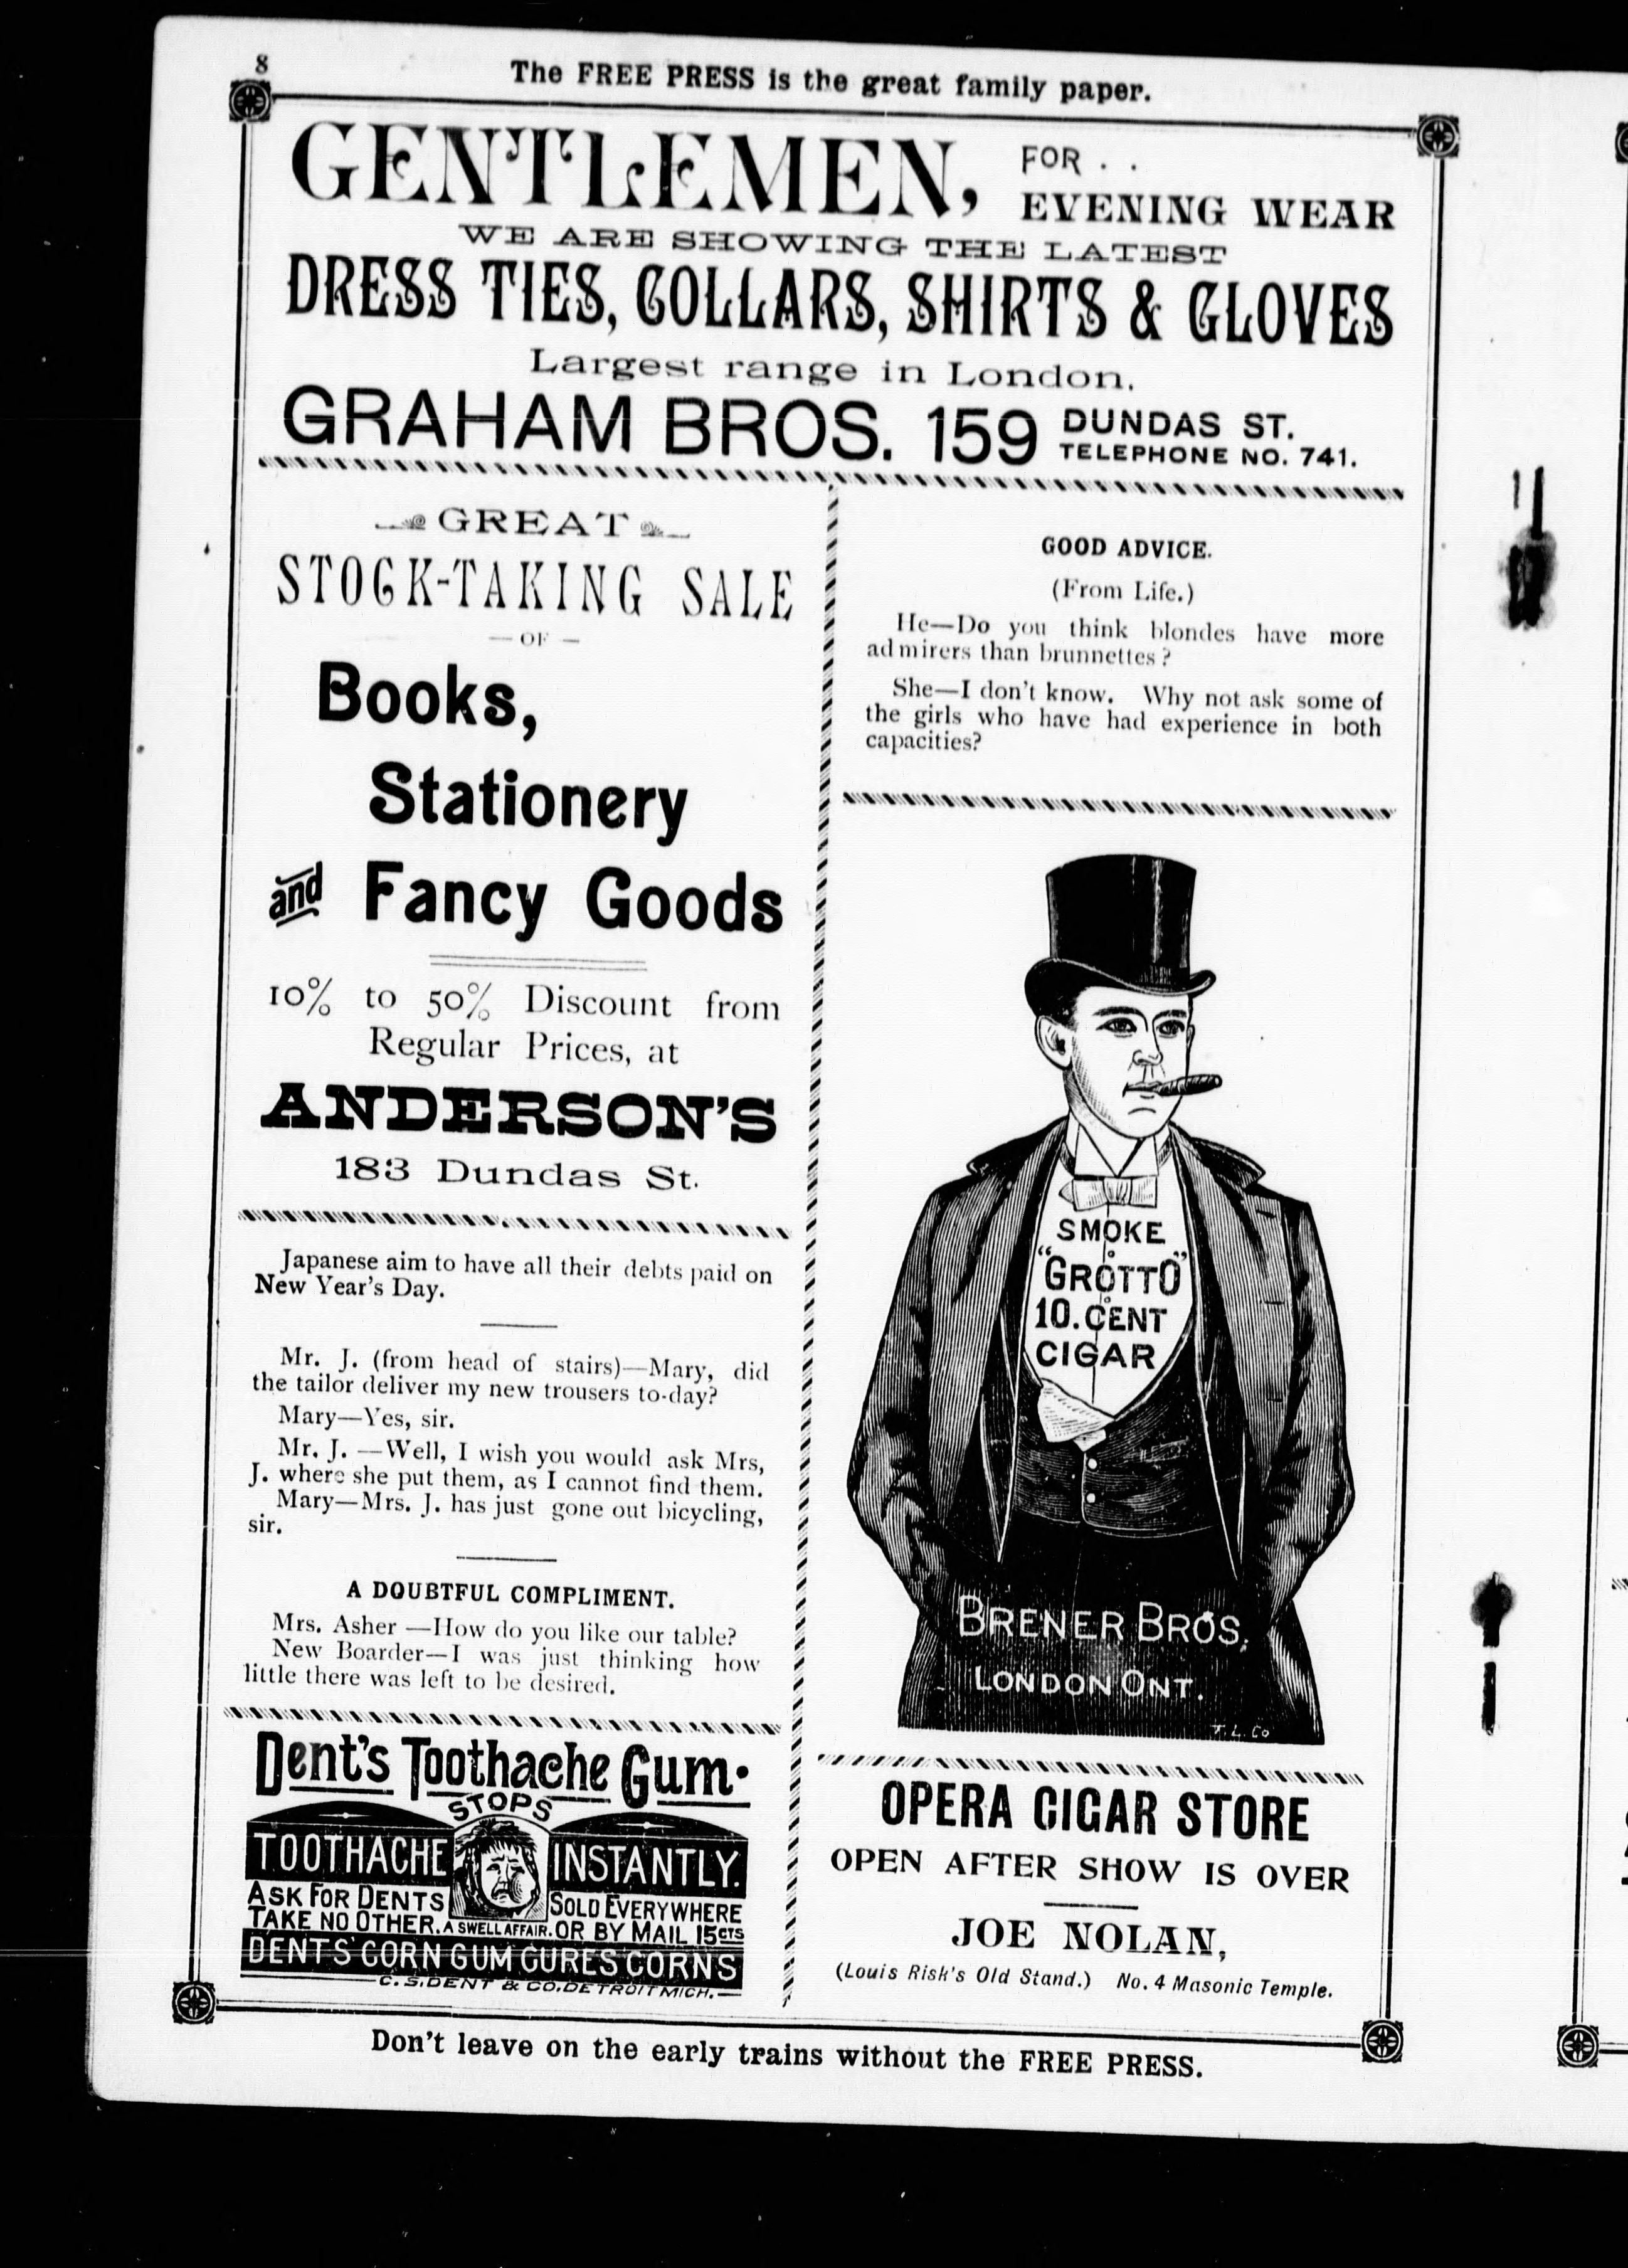 8
The FREE PRESS is the great family paper.
GENTLEMEN, FOR . .
EVENING WEAR
WE ARE SHOWING THE LATEST
DRESS TIES, COLLARS, SHIRTS & GLOVES
Largest range in London.
GRAHAM BROS. 159 DUNDAS ST.
TELEPHONE NO. 741.
GREAT
STOCK-TAKING SALE
— OF —
Books,
Stationery
and Fancy Goods
10% to 50% Discount from
Regular Prices, at
ANDERSON'S
183 Dundas St.
Japanese aim to have all their debts paid on
New Year's Day.
Mr. J. (from head of stairs)—Mary, did
the tailor deliver my new trousers to-day?
Mary—Yes, sir.
Mr. J. —Well, I wish you would ask Mrs,
J. where she put them, as I cannot find them.
Mary—Mrs. J. has just gone out bicycling,
sir.
A DOUBTFUL COMPLIMENT.
Mrs. Asher —How do you like our table?
New Boarder—I was just thinking how
little there was left to be desired.
Dent's Toothache Gum.
STOPS
TOOTHACHE INSTANTLY.
ASK FOR DENTS SOLD EVERYWHERE
TAKE NO OTHER. A SWELL AFFAIR. OR BY MAIL 15CTS
DENTS' CORN GUM CURES CORNS
C. S. DENT & CO. DETROIT MICH.
GOOD ADVICE.
(From Life.)
He—Do you think blondes have more
admirers than brunnettes?
She—I don't know. Why not ask some of
the girls who have had experience in both
capacities?
SMOKE
"GROTTO"
10. CENT
CIGAR
BRENER BROS,
LONDON ONT.
T. L. Co
OPERA CIGAR STORE
OPEN AFTER SHOW IS OVER
JOE NOLAN,
(Louis Risk's Old Stand.) No. 4 Masonic Temple.
Don't leave on the early trains without the FREE PRESS.